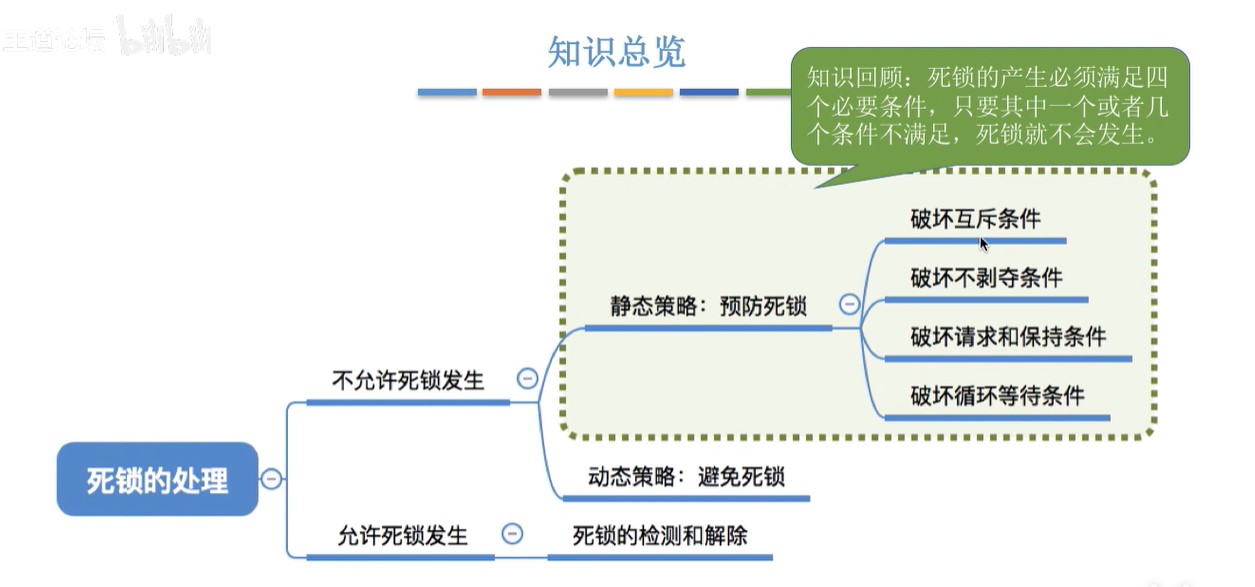 王道论坛 bilibili
知识总览
知识回顾：死锁的产生必须满足四
个必要条件，只要其中一个或者几
个条件不满足，死锁就不会发生。
破坏互斥条件
破坏不剥夺条件
静态策略：预防死锁
破坏请求和保持条件
不允许死锁发生
破坏循环等待条件
死锁的处理
动态策略：避免死锁
允许死锁发生
死锁的检测和解除